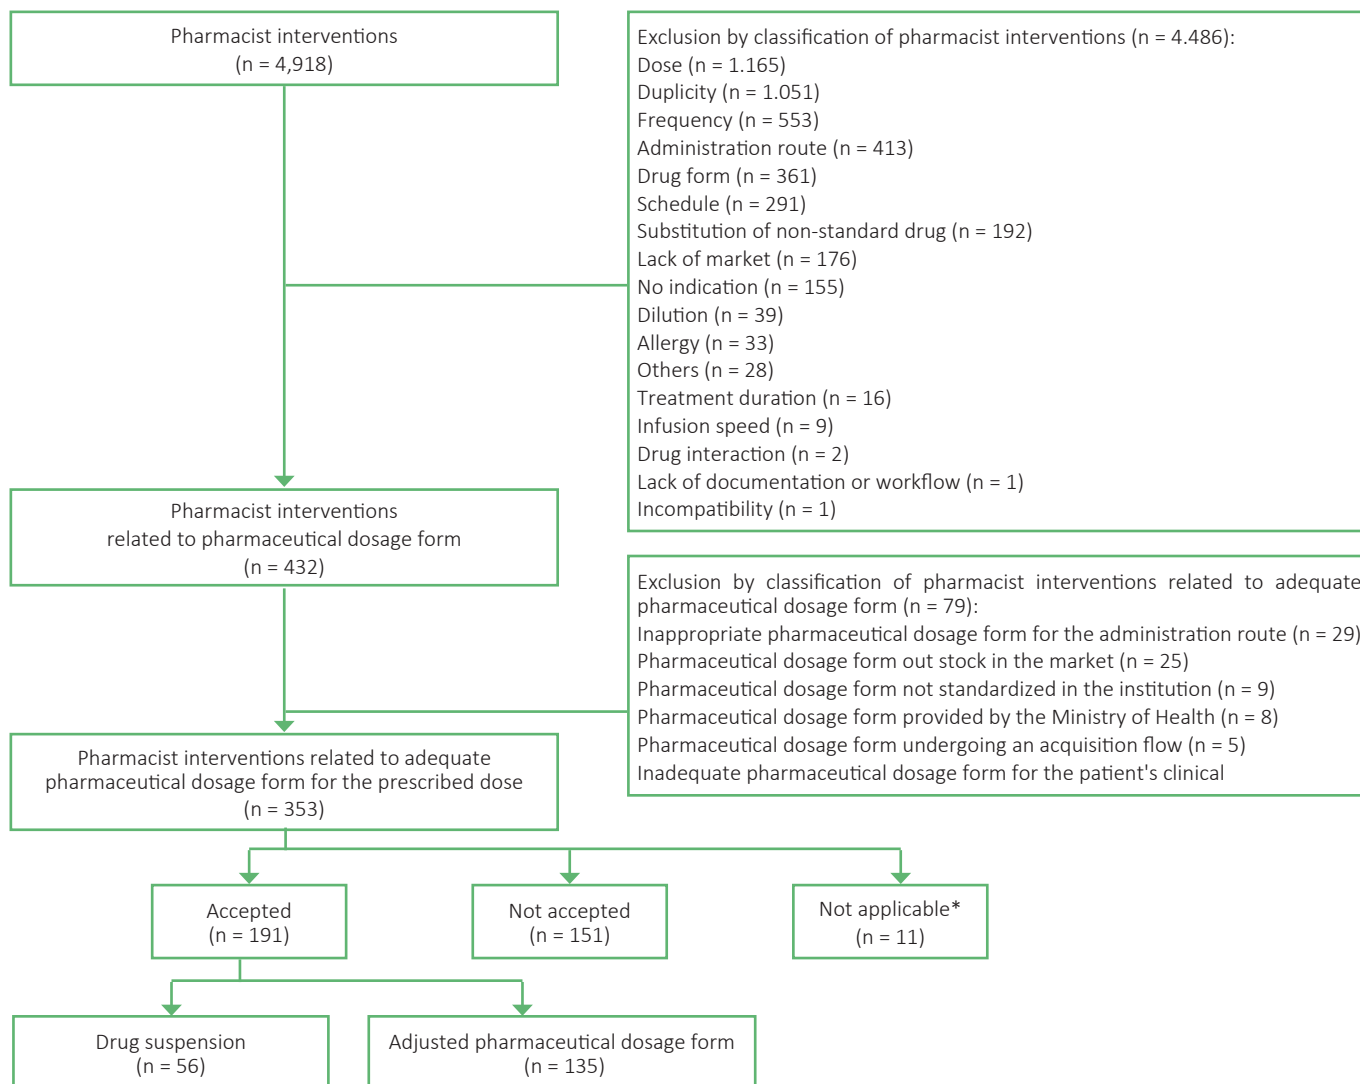 Pharmacist interventions
(n = 4,918)
Exclusion by classification of pharmacist interventions (n = 4.486):
Dose (n = 1.165)
Duplicity (n = 1.051)
Frequency (n = 553)
Administration route (n = 413)
Drug form (n = 361)
Schedule (n = 291)
Substitution of non-standard drug (n = 192)
Lack of market (n = 176)
No indication (n = 155)
Dilution (n = 39)
Allergy (n = 33)
Others (n = 28)
Treatment duration (n = 16)
Infusion speed (n = 9)
Drug interaction (n = 2)
Lack of documentation or workflow (n = 1)
Incompatibility (n = 1)
Pharmacist interventions
related to pharmaceutical dosage form
(n = 432)
Exclusion by classification of pharmacist interventions related to adequate
pharmaceutical dosage form (n = 79):
Inappropriate pharmaceutical dosage form for the administration route (n = 29)
Pharmaceutical dosage form out stock in the market (n = 25)
Pharmaceutical dosage form not standardized in the institution (n = 9)
Pharmaceutical dosage form provided by the Ministry of Health (n = 8)
Pharmaceutical dosage form undergoing an acquisition flow (n = 5)
Inadequate pharmaceutical dosage form for the patient's clinical
Pharmacist interventions related to adequate
pharmaceutical dosage form for the prescribed dose
(n = 353)
Accepted
(n = 191)
Not accepted
(n = 151)
Not applicable*
(n = 11)
Drug suspension
(n = 56)
Adjusted pharmaceutical dosage form
(n = 135)